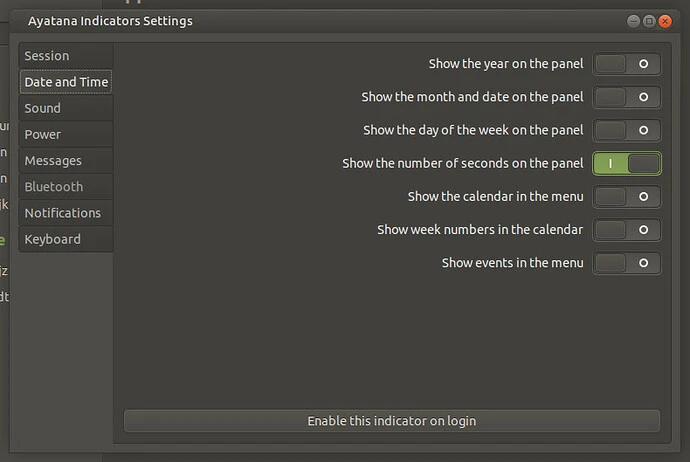 Ayatana Indicators Settings
Session
Date and Time
Sound
Power
Messages
Bluetooth
Notifications
Keyboard
Show the year on the panel
Show the month and date on the panel
Show the day of the week on the panel
Show the number of seconds on the panel
Show the calendar in the menu
Show week numbers in the calendar
Show events in the menu
Enable this indicator on login